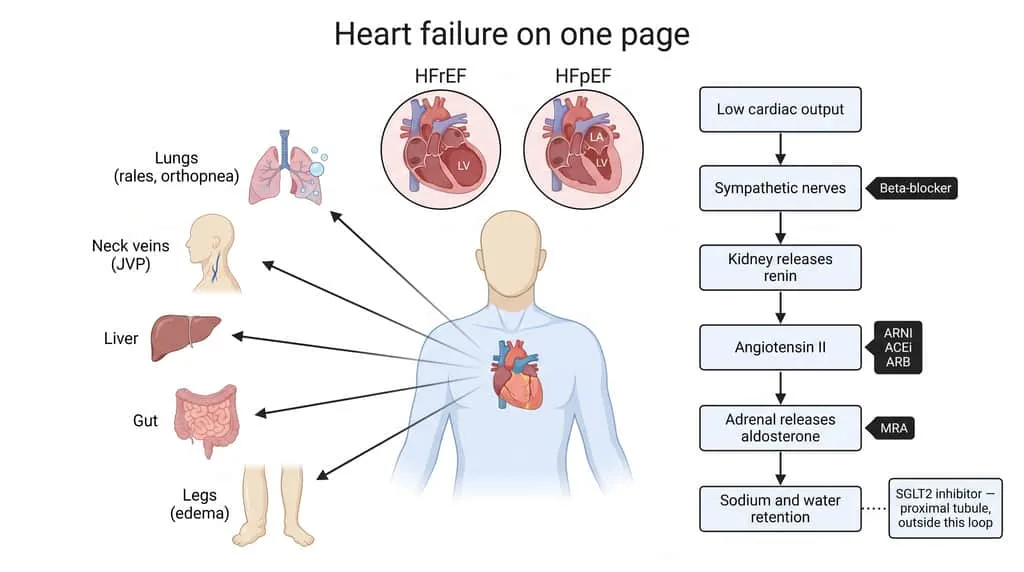 Heart failure on one page
HFrEF
HFpEF
LV
LA
LV
Lungs
(rales, orthopnea)
Neck veins
(JVP)
Liver
Gut
Legs
(edema)
Low cardiac output
Sympathetic nerves
Beta-blocker
Kidney releases
renin
Angiotensin II
ARNI
ACEi
ARB
Adrenal releases
aldosterone
MRA
Sodium and water
retention
SGLT2 inhibitor —
proximal tubule,
outside this loop